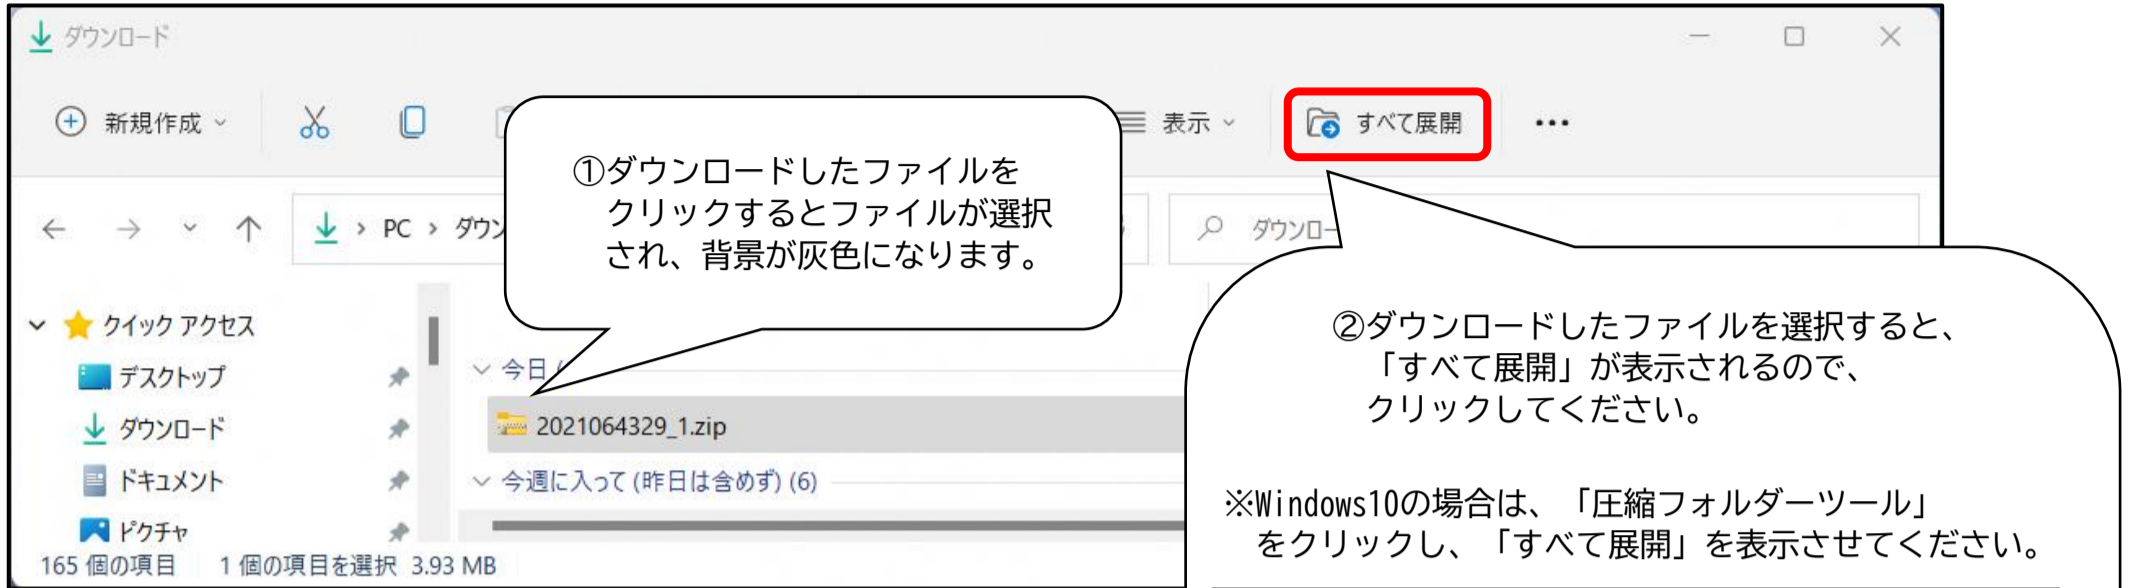 ダウンロード
新規作成
表示
すべて展開
①ダウンロードしたファイルを
クリックするとファイルが選択
され、背景が灰色になります。
PC
ダウン
ダウンロー
クイック アクセス
デスクトップ
ダウンロード
ドキュメント
ピクチャ
今日 (
2021064329_1.zip
今週に入って (昨日は含めず) (6)
②ダウンロードしたファイルを選択すると、
「すべて展開」が表示されるので、
クリックしてください。
※Windows10の場合は、「圧縮フォルダーツール」
をクリックし、「すべて展開」を表示させてください。
165 個の項目 1 個の項目を選択 3.93 MB